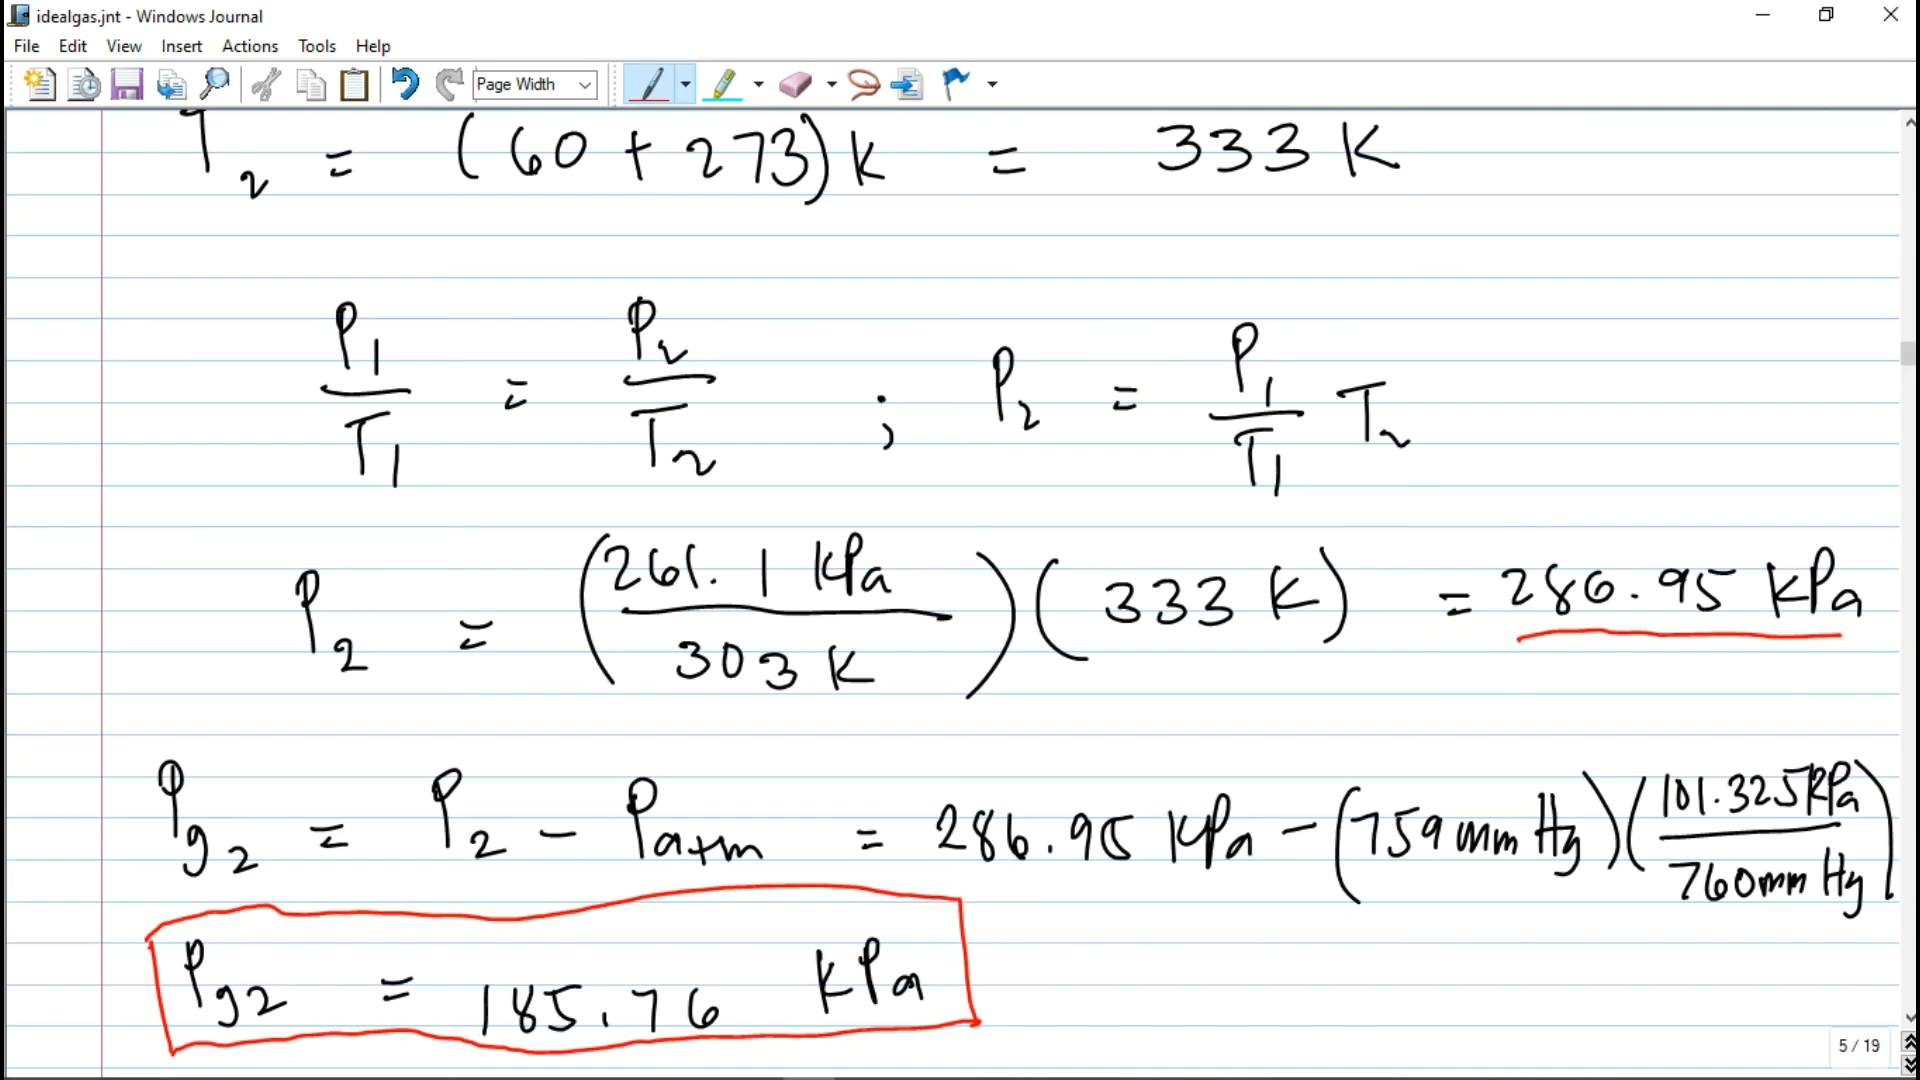 idealgas.jnt - Windows Journal
File Edit View Insert Actions Tools Help
Page Width
T2 = (60 + 273) K = 333 K
P1/T1 = P2/T2 ; P2 = P1/T1 T2
P2 = (261.1 kPa / 303 K) (333 K) = 286.95 kPa
Pg2 = P2 - Patm = 286.95 KPa - (759 mm Hg) (101.325 kPa / 760 mm Hg)
Pg2 = 185.76 kPa
5 / 19